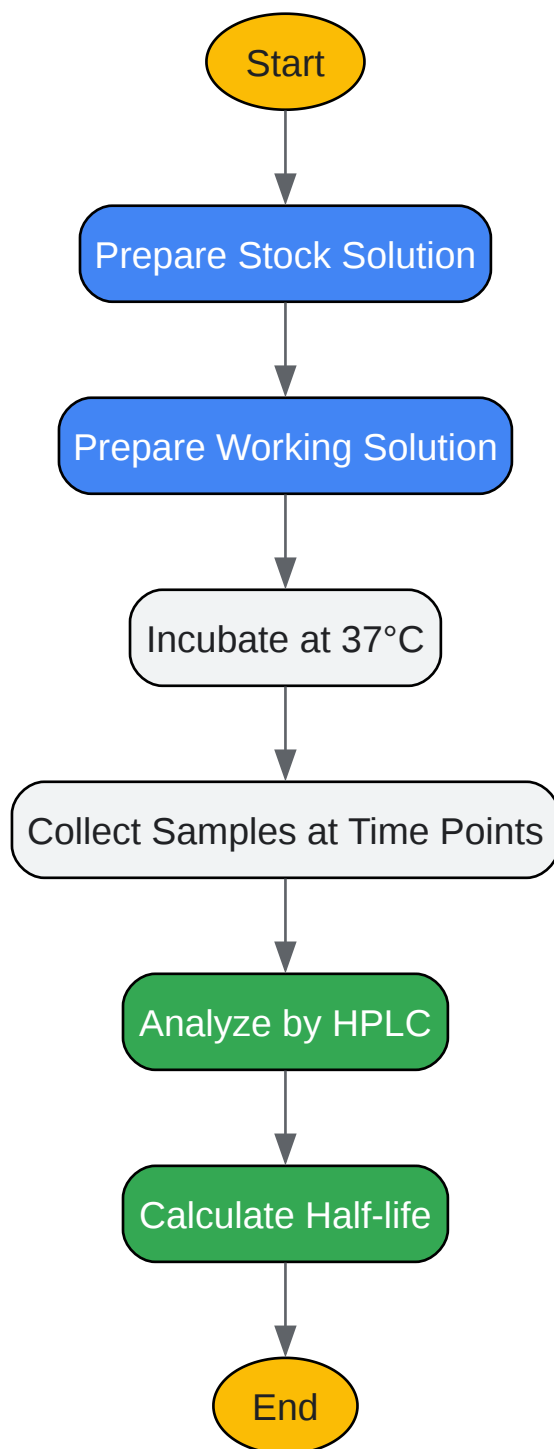 Start
Prepare Stock Solution
Prepare Working Solution
Incubate at 37°C
Collect Samples at Time Points
Analyze by HPLC
Calculate Half-life
End